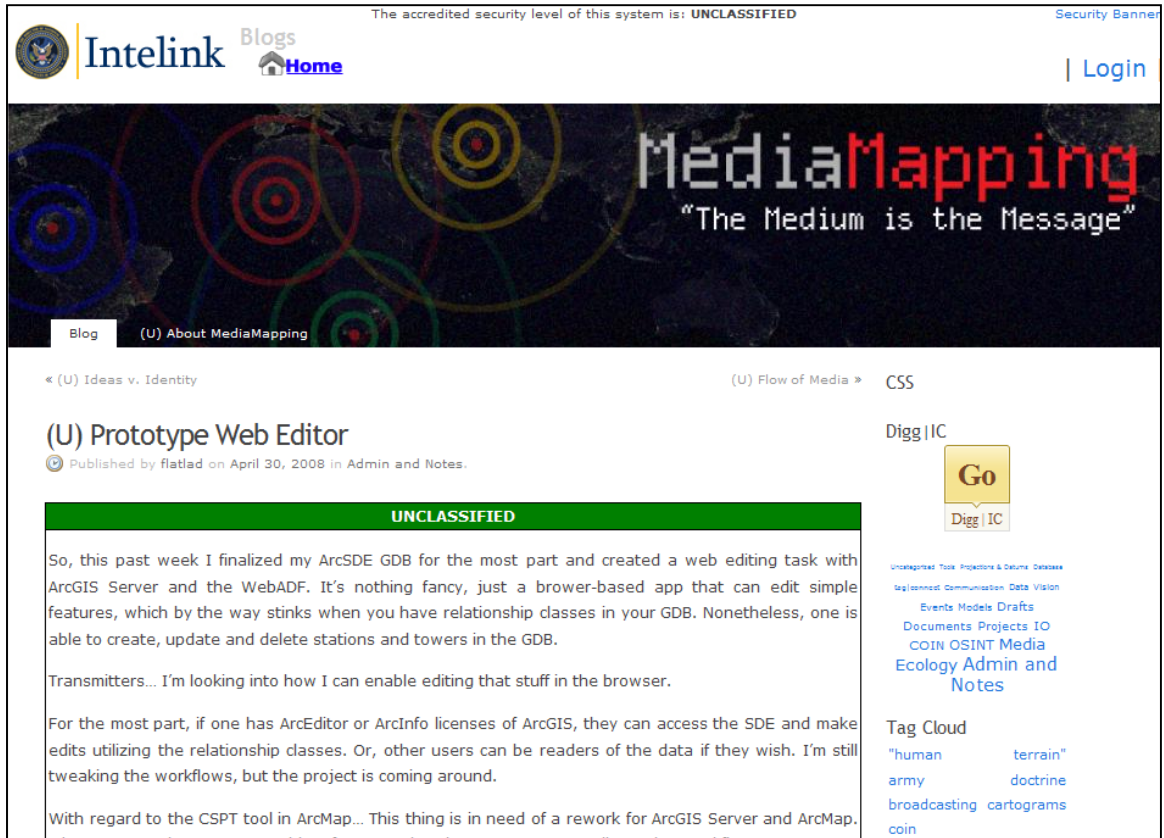 The accredited security level of this system is: UNCLASSIFIED
Security Banner
Intelink
Blogs
Home
| Login |
MediaMapping
"The Medium is the Message"
Blog
(U) About MediaMapping
« (U) Ideas v. Identity
(U) Flow of Media »
(U) Prototype Web Editor
Published by flatlad on April 30, 2008 in Admin and Notes.
UNCLASSIFIED
So, this past week I finalized my ArcSDE GDB for the most part and created a web editing task with
ArcGIS Server and the WebADF. It's nothing fancy, just a brower-based app that can edit simple
features, which by the way stinks when you have relationship classes in your GDB. Nonetheless, one is
able to create, update and delete stations and towers in the GDB.
Transmitters... I'm looking into how I can enable editing that stuff in the browser.
For the most part, if one has ArcEditor or ArcInfo licenses of ArcGIS, they can access the SDE and make
edits utilizing the relationship classes. Or, other users can be readers of the data if they wish. I'm still
tweaking the workflows, but the project is coming around.
With regard to the CSPT tool in ArcMap... This thing is in need of a rework for ArcGIS Server and ArcMap.
CSS
Digg|IC
Go
Digg | IC
Uncategorized Tools Projections & Datums Database
tag|connect Communication Data Vision
Events Models Drafts
Documents Projects IO
COIN OSINT Media
Ecology Admin and
Notes
Tag Cloud
"human terrain"
army doctrine
broadcasting cartograms
coin